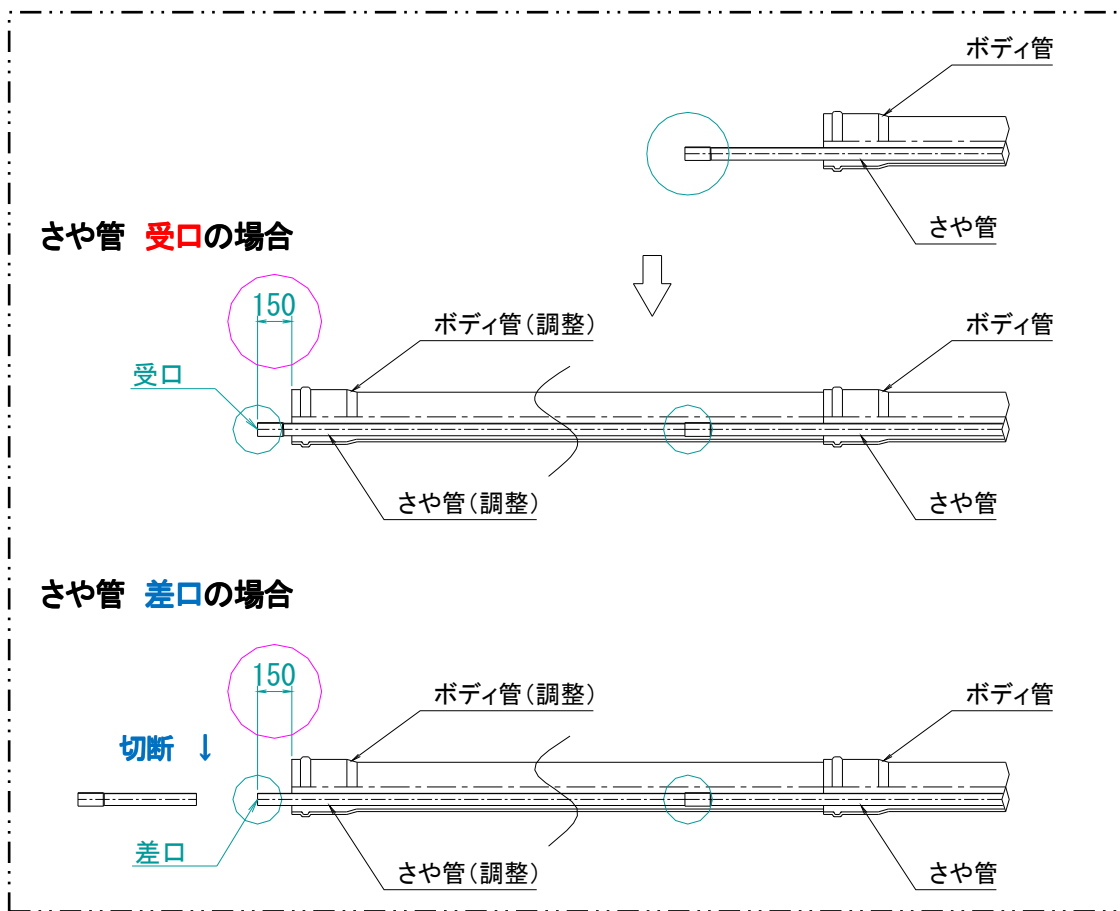 ボディ管
さや管
さや管 受口の場合
150
ボディ管(調整)
ボディ管
受口
さや管(調整)
さや管
さや管 差口の場合
150
ボディ管(調整)
ボディ管
切断 ↓
差口
さや管(調整)
さや管